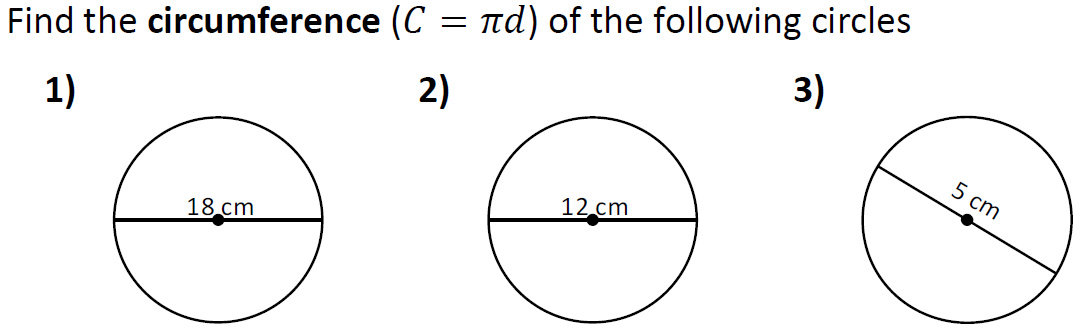 Find the circumference (C = πd) of the following circles
1) 2) 3)
18 cm 12 cm 5 cm